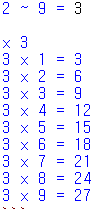 2 ~ 9 = 3
x 3
3 x 1 = 3
3 x 2 = 6
3 x 3 = 9
3 x 4 = 12
3 x 5 = 15
3 x 6 = 18
3 x 7 = 21
3 x 8 = 24
3 x 9 = 27